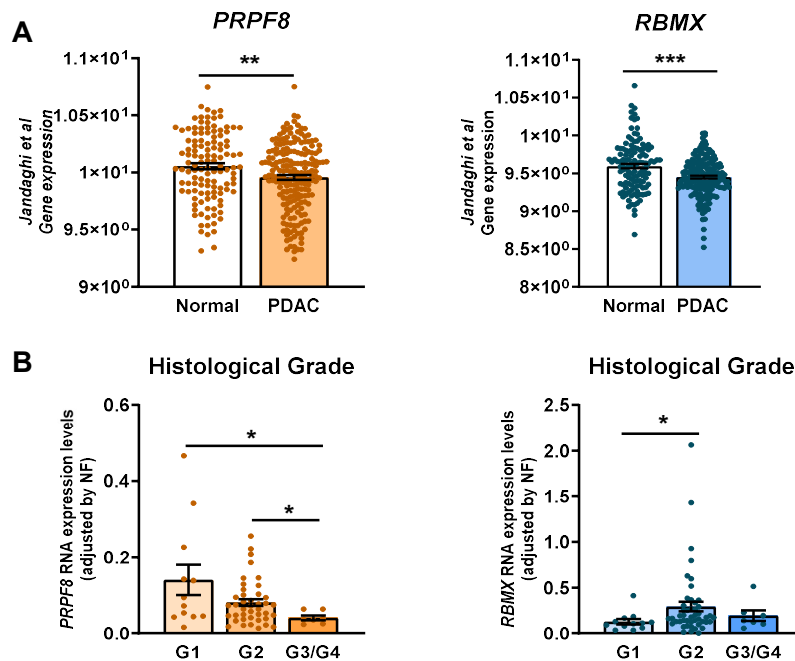 A
PRPF8
Jandaghi et al
Gene expression
1.1×10¹
1.05×10¹
1×10¹
9.5×10⁰
9×10⁰
**
Normal
PDAC
RBMX
Jandaghi et al
Gene expression
1.1×10¹
1.05×10¹
1×10¹
9.5×10⁰
9×10⁰
8.5×10⁰
8×10⁰
***
Normal
PDAC
B
Histological Grade
PRPF8 RNA expression levels
(adjusted by NF)
0.6
0.4
0.2
0.0
*
*
G1
G2
G3/G4
Histological Grade
RBMX RNA expression levels
(adjusted by NF)
2.5
2.0
1.5
1.0
0.5
0.0
*
G1
G2
G3/G4